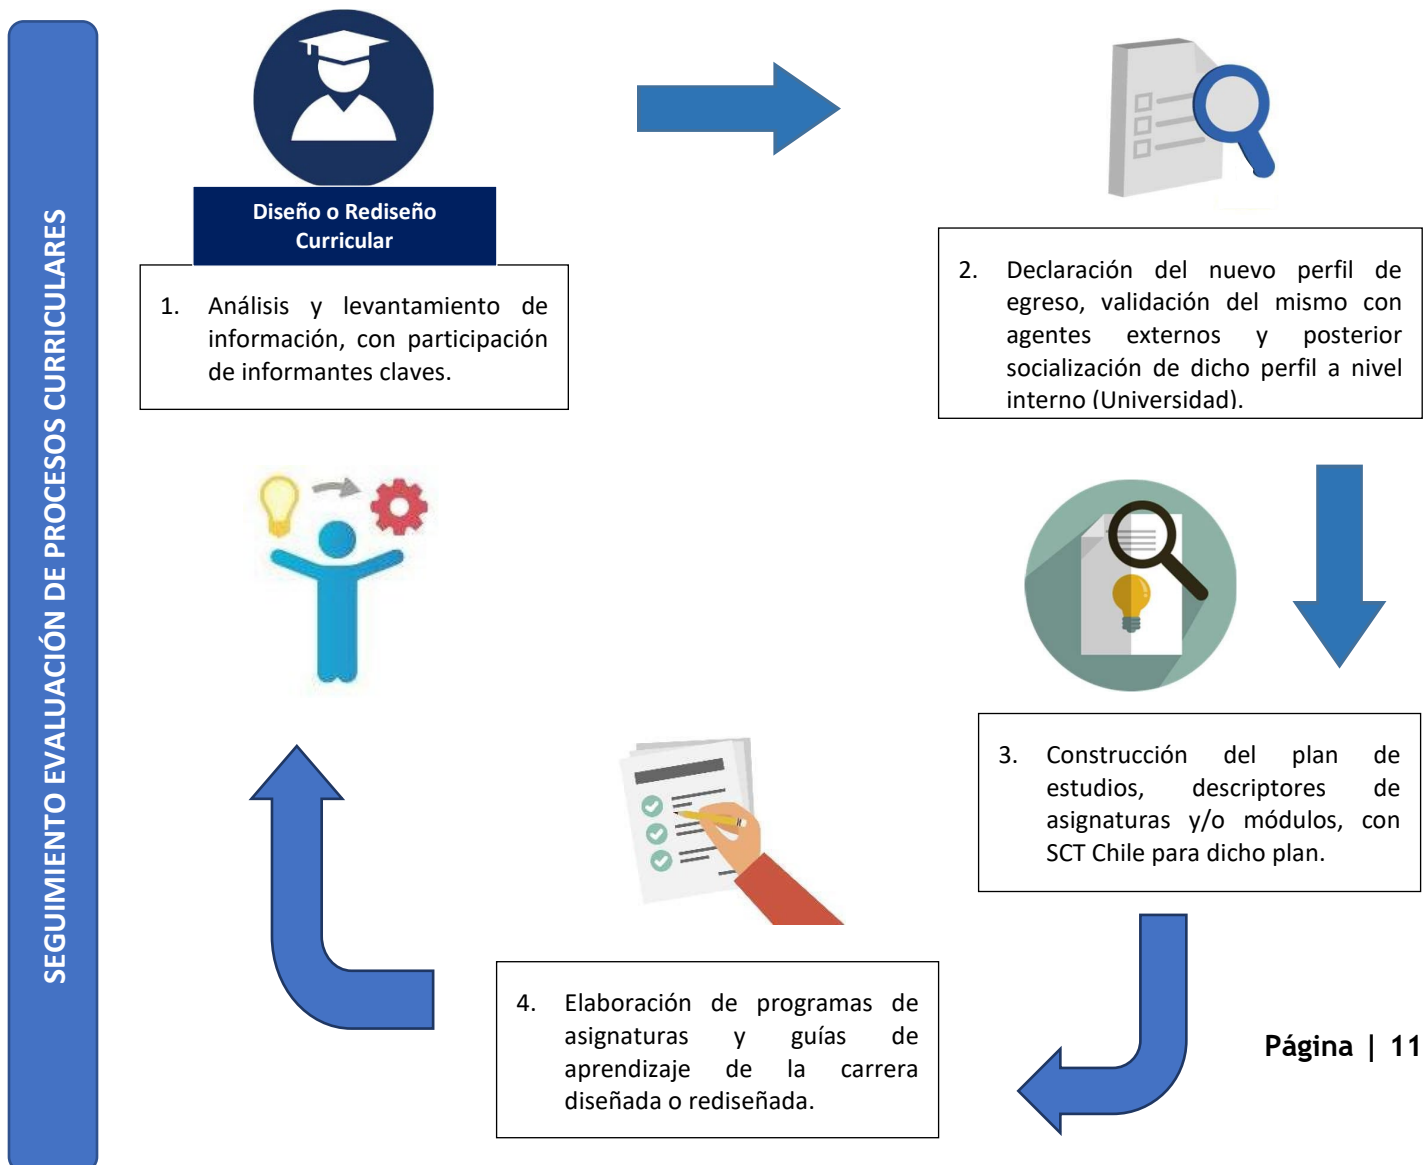 SEGUIMIENTO EVALUACIÓN DE PROCESOS CURRICULARES
Diseño o Rediseño
Curricular
1. Análisis y levantamiento de
información, con participación
de informantes claves.
2. Declaración del nuevo perfil de
egreso, validación del mismo con
agentes externos y posterior
socialización de dicho perfil a nivel
interno (Universidad).
3. Construcción del plan de
estudios, descriptores de
asignaturas y/o módulos, con
SCT Chile para dicho plan.
4. Elaboración de programas de
asignaturas y guías de
aprendizaje de la carrera
diseñada o rediseñada.
Página | 11